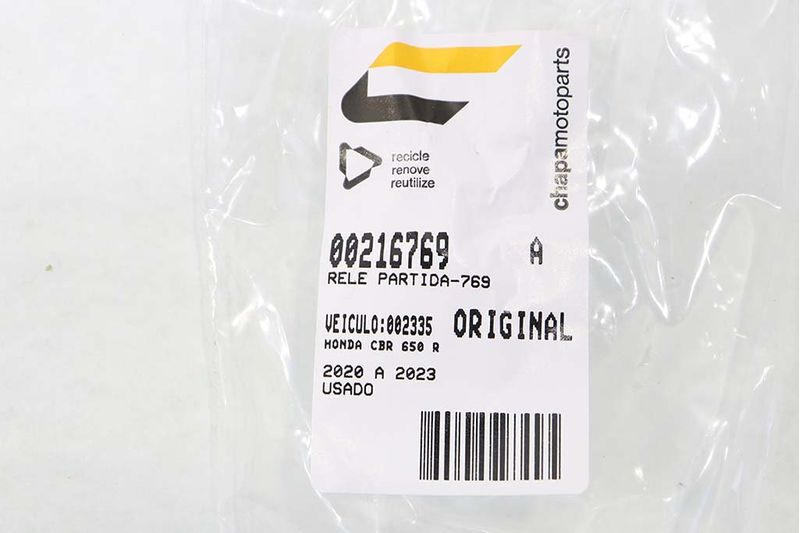 recicle
renove
reutilize
chapamotoparts
00216769 A
RELE PARTIDA-769
VEICULO:002335 ORIGINAL
HONDA CBR 650 R
2020 A 2023
USADO